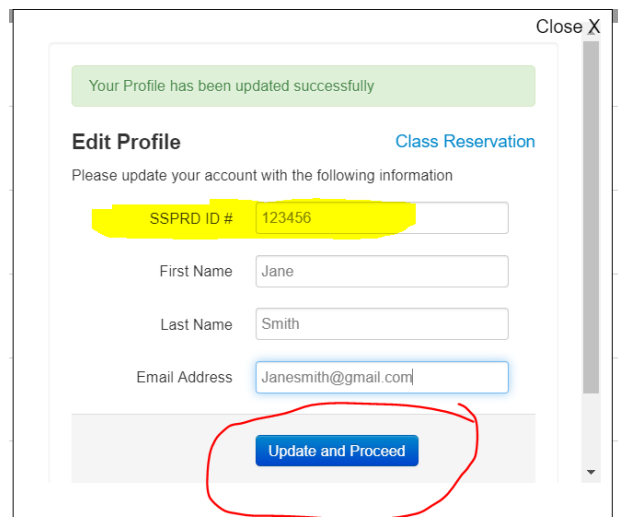 Close X
Your Profile has been updated successfully
Edit Profile
Class Reservation
Please update your account with the following information
SSPRD ID # 123456
First Name Jane
Last Name Smith
Email Address Janesmith@gmail.com
Update and Proceed